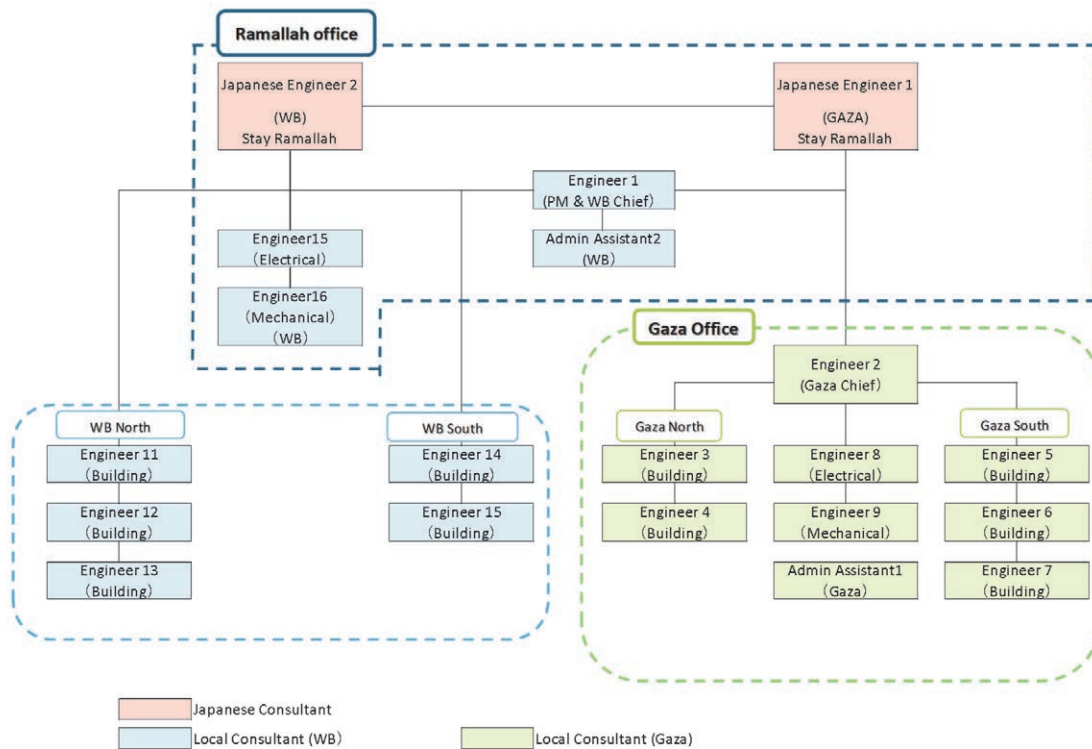 Ramallah office
Japanese Engineer 2
(WB)
Stay Ramallah
Japanese Engineer 1
(GAZA)
Stay Ramallah
Engineer 1
(PM & WB Chief）
Admin Assistant2
(WB)
Engineer15
（Electrical）
Engineer16
（Mechanical）
（WB）
Gaza Office
Engineer 2
(Gaza Chief）
WB North
Engineer 11
（Building）
Engineer 12
（Building）
Engineer 13
（Building）
WB South
Engineer 14
（Building）
Engineer 15
（Building）
Gaza North
Engineer 3
（Building）
Engineer 4
（Building）
Engineer 8
（Electrical）
Engineer 9
（Mechanical）
Admin Assistant1
（Gaza）
Gaza South
Engineer 5
（Building）
Engineer 6
（Building）
Engineer 7
（Building）
Japanese Consultant
Local Consultant (WB）
Local Consultant (Gaza）